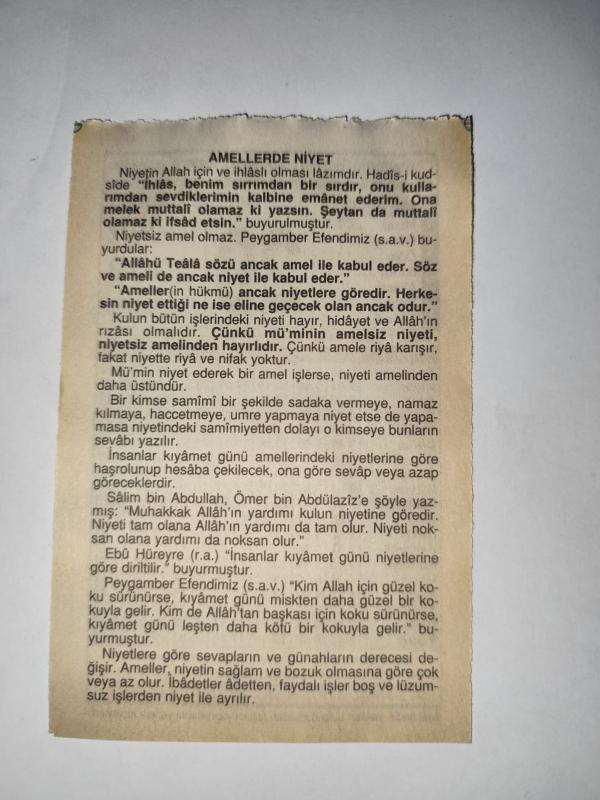 AMELLERDE NİYET
Niyetin Allah için ve ihlâslı olması lâzımdır. Hadîs-i kud-
sîde “İhlâs, benim sırrımdan bir sırdır, onu kulla-
rımdan sevdiklerimin kalbine emânet ederim. Ona
melek muttalî olamaz ki yazsın. Şeytan da muttalî
olamaz ki ifsâd etsin.” buyurulmuştur.
Niyetsiz amel olmaz. Peygamber Efendimiz (s.a.v.) bu-
yurdular:
“Allâhü Teâlâ sözü ancak amel ile kabul eder. Söz
ve ameli de ancak niyet ile kabul eder.”
“Ameller(in hükmü) ancak niyetlere göredir. Herke-
sin niyet ettiği ne ise eline geçecek olan ancak odur.”
Kulun bütün işlerindeki niyeti hayır, hidâyet ve Allâh’ın
rızâsı olmalıdır. Çünkü mü’minin amelsiz niyeti,
niyetsiz amelinden hayırlıdır. Çünkü amele riyâ karışır,
fakat niyette riyâ ve nifak yoktur.
Mü’min niyet ederek bir amel işlerse, niyeti amelinden
daha üstündür.
Bir kimse samîmî bir şekilde sadaka vermeye, namaz
kılmaya, haccetmeye, umre yapmaya niyet etse de yapa-
masa niyetindeki samîmiyetten dolayı o kimseye bunların
sevâbı yazılır.
İnsanlar kıyâmet günü amellerindeki niyetlerine göre
haşrolunup hesâba çekilecek, ona göre sevâp veya azap
göreceklerdir.
Sâlim bin Abdullah, Ömer bin Abdülazîz’e şöyle yaz-
mış: “Muhakkak Allâh’ın yardımı kulun niyetine göredir.
Niyeti tam olana Allâh’ın yardımı da tam olur. Niyeti nok-
san olana yardımı da noksan olur.”
Ebû Hüreyre (r.a.) “İnsanlar kıyâmet günü niyetlerine
göre diriltilir.” buyurmuştur.
Peygamber Efendimiz (s.a.v.) “Kim Allah için güzel ko-
ku sürünürse, kıyâmet günü miskten daha güzel bir ko-
kuyla gelir. Kim de Allâh’tan başkası için koku sürünürse,
kıyâmet günü leşten daha kötü bir kokuyla gelir.” bu-
yurmuştur.
Niyetlere göre sevapların ve günahların derecesi de-
ğişir. Ameller, niyetin sağlam ve bozuk olmasına göre çok
veya az olur. İbâdetler âdetten, faydalı işler boş ve lüzum-
suz işlerden niyet ile ayrılır.